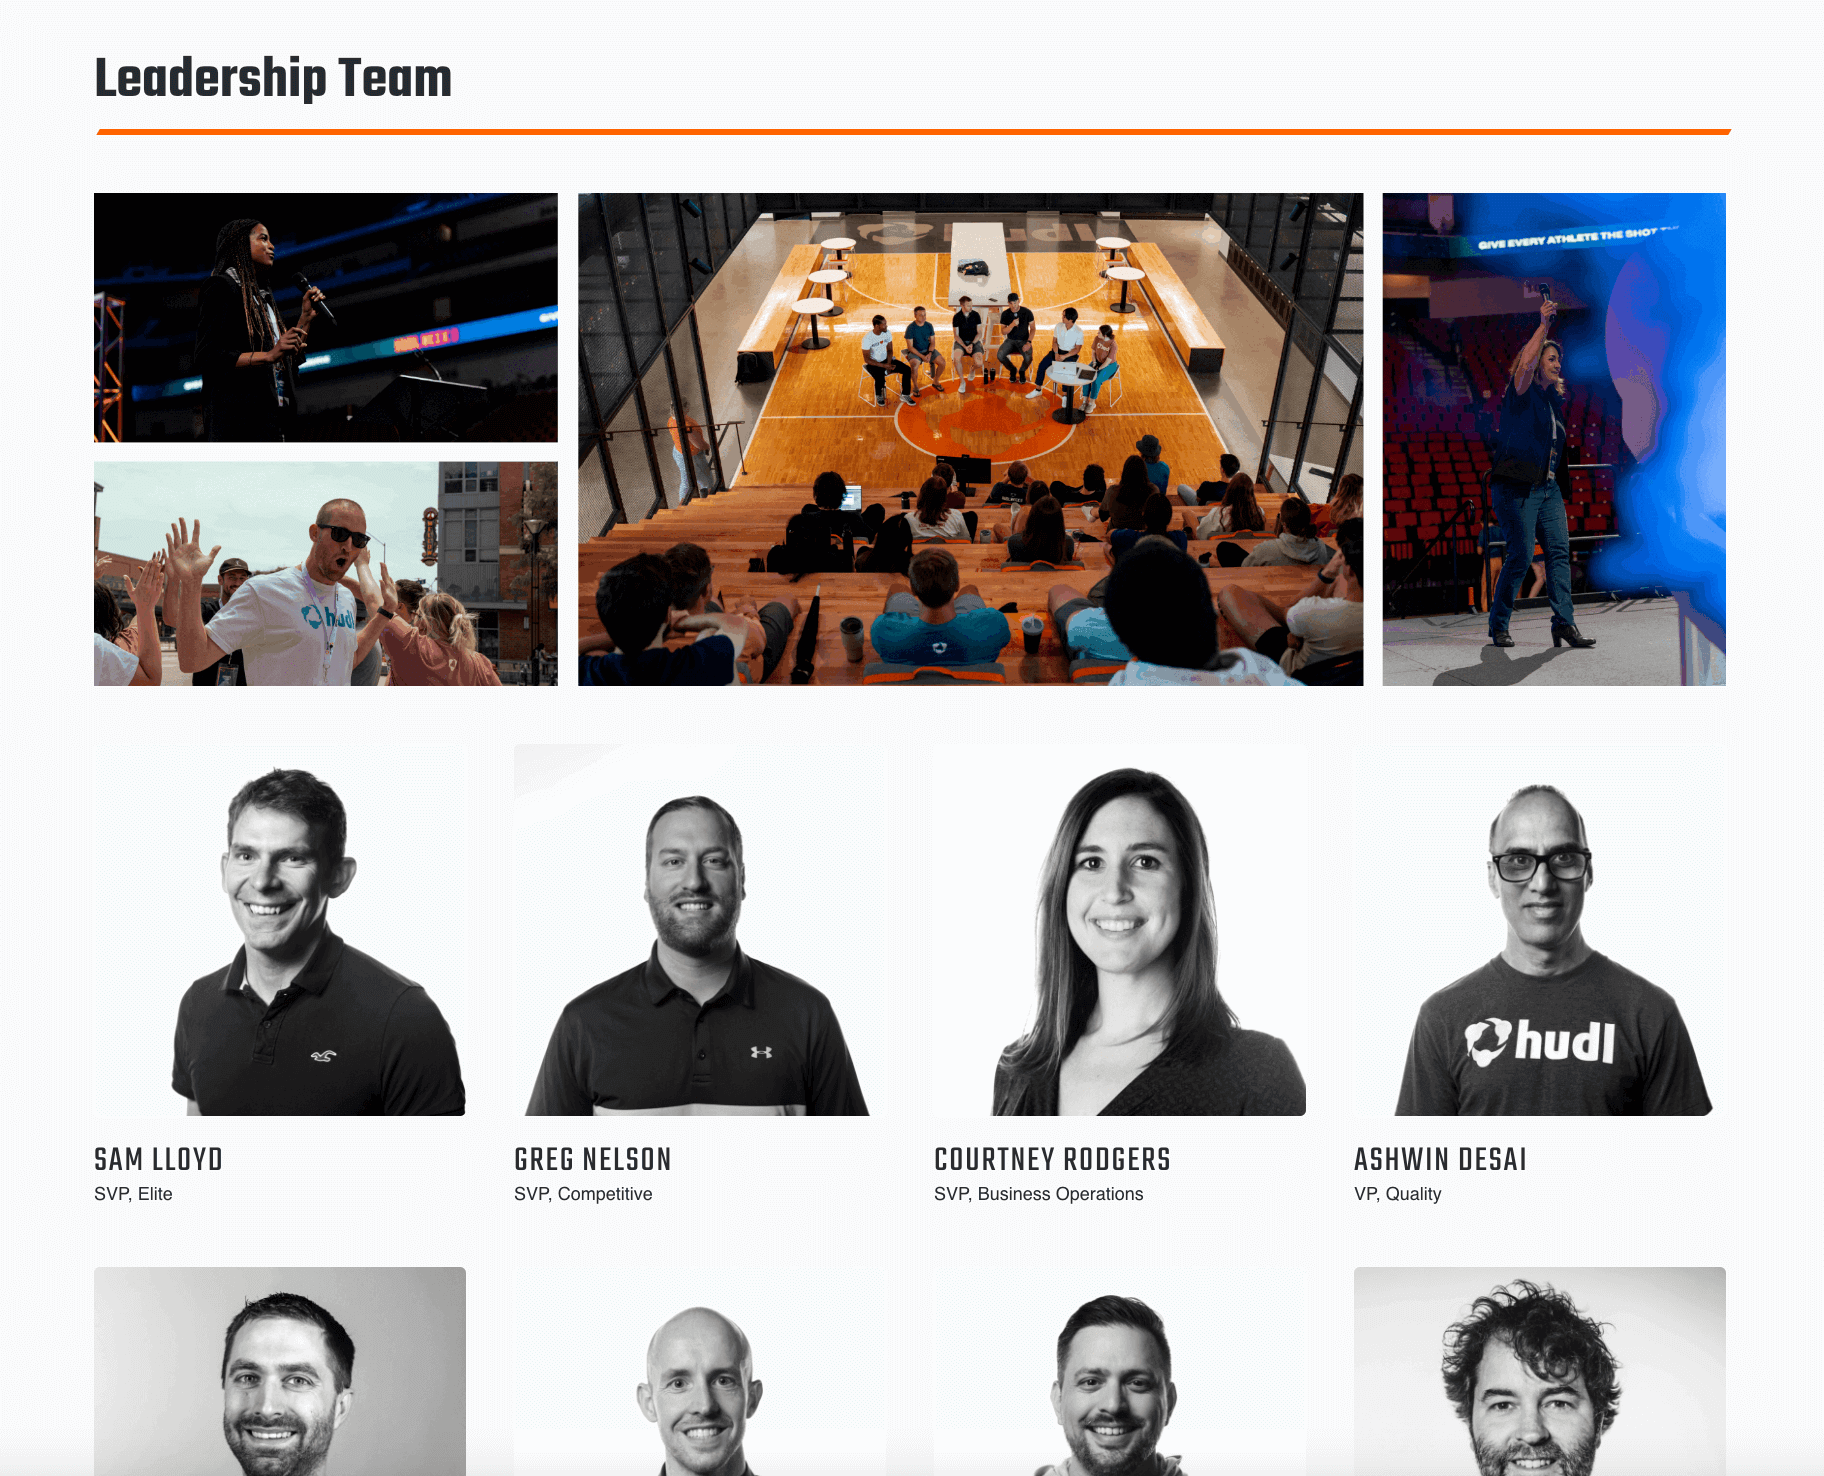 Leadership Team
GIVE EVERY ATHLETE THE SHOT
hudl
hudl
SAM LLOYD
SVP, Elite
GREG NELSON
SVP, Competitive
COURTNEY RODGERS
SVP, Business Operations
ASHWIN DESAI
VP, Quality